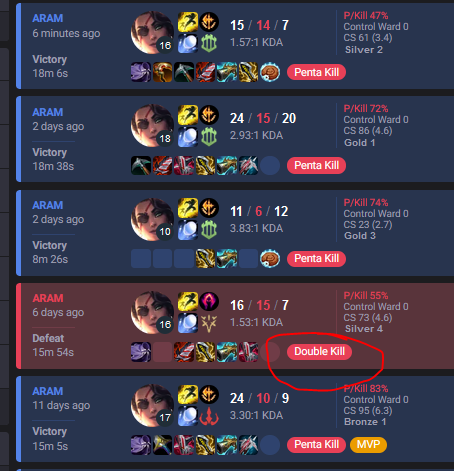 ARAM
6 minutes ago
Victory
18m 6s
16
15 / 14 / 7
1.57:1 KDA
P/Kill 47%
Control Ward 0
CS 61 (3.4)
Silver 2
Penta Kill
ARAM
2 days ago
Victory
18m 38s
18
24 / 15 / 20
2.93:1 KDA
P/Kill 72%
Control Ward 0
CS 86 (4.6)
Gold 1
Penta Kill
ARAM
2 days ago
Victory
8m 26s
10
11 / 6 / 12
3.83:1 KDA
P/Kill 74%
Control Ward 0
CS 23 (2.7)
Gold 3
Penta Kill
ARAM
6 days ago
Defeat
15m 54s
16
16 / 15 / 7
1.53:1 KDA
P/Kill 55%
Control Ward 0
CS 73 (4.6)
Silver 4
Double Kill
ARAM
11 days ago
Victory
15m 5s
17
24 / 10 / 9
3.30:1 KDA
P/Kill 83%
Control Ward 0
CS 95 (6.3)
Bronze 1
Penta Kill MVP